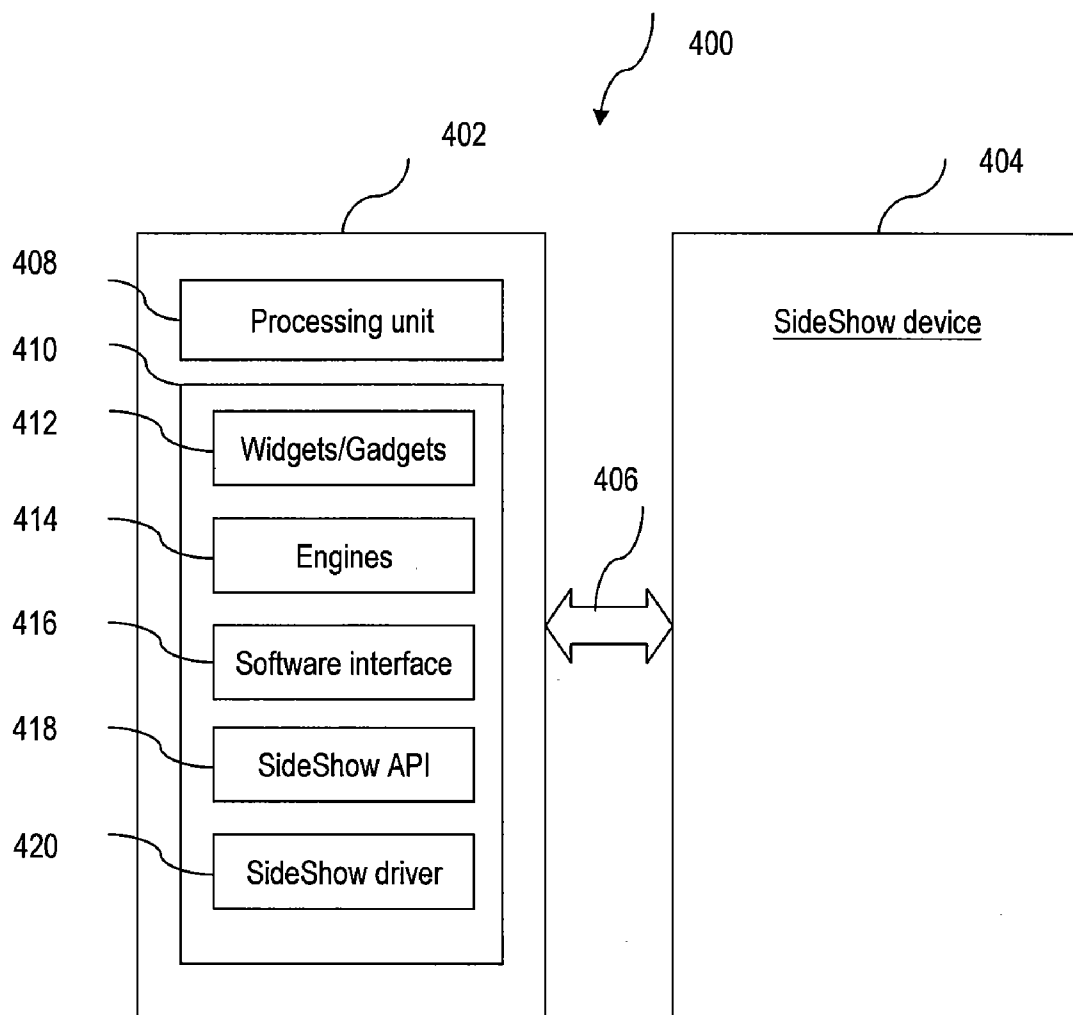 400
402
404
408
Processing unit
SideShow device
410
412
Widgets/Gadgets
406
414
Engines
416
Software interface
418
SideShow API
420
SideShow driver